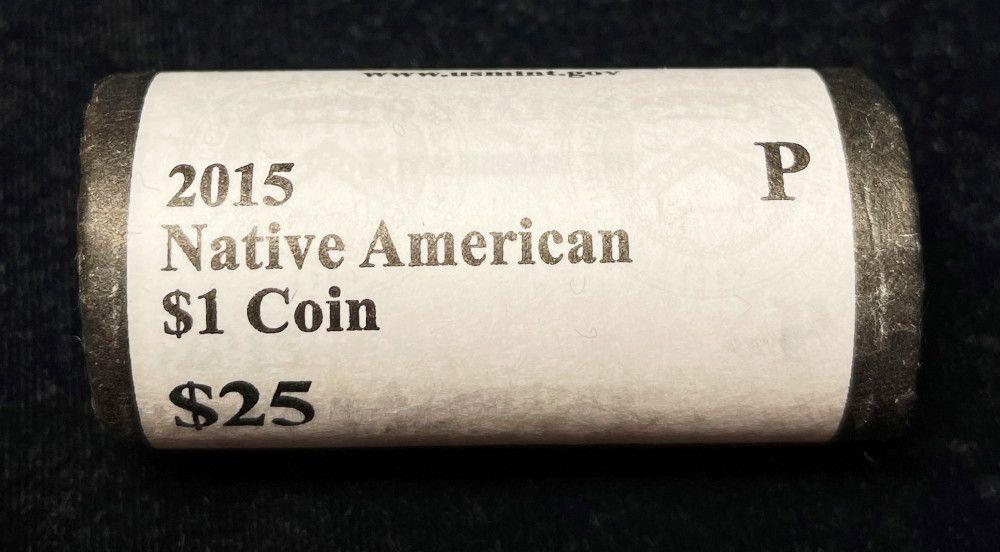 www.usmint.gov
P
2015
Native American
$1 Coin
$25